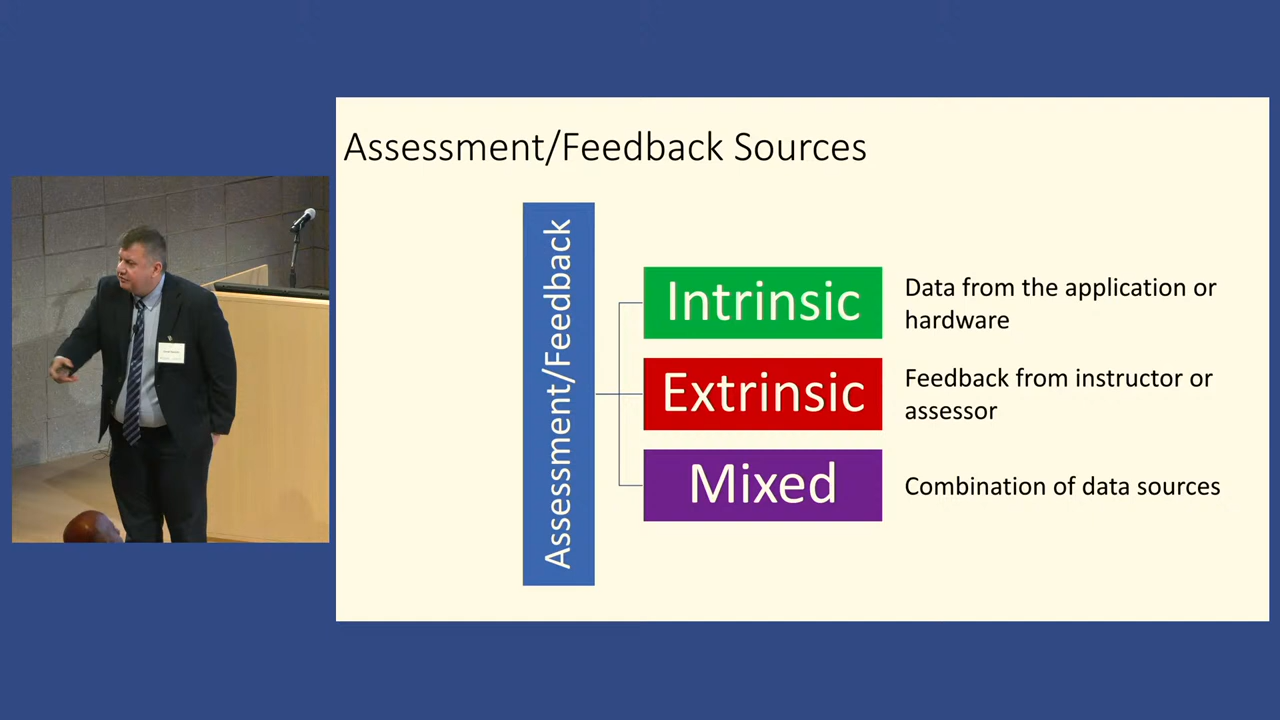 Assessment/Feedback Sources
Assessment/Feedback
Intrinsic
Data from the application or
hardware
Extrinsic
Feedback from instructor or
assessor
Mixed
Combination of data sources